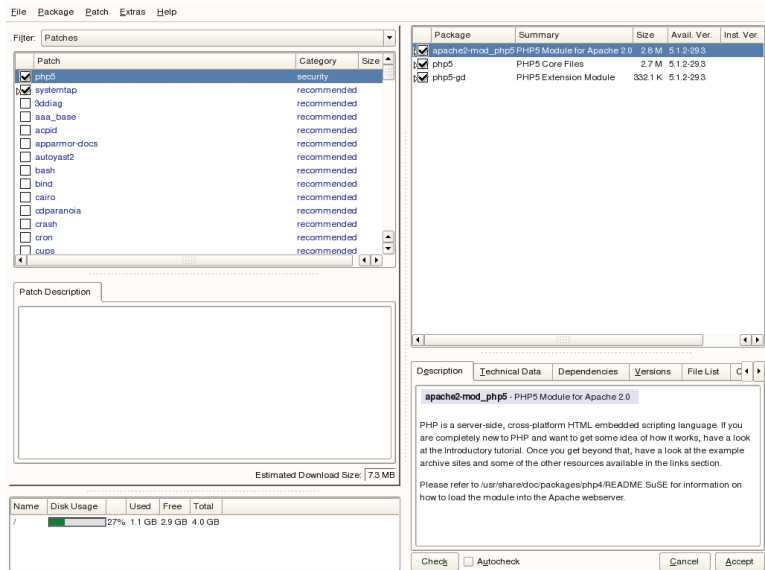 File Package Patch Extras Help
Filter: Patches
Patch Category Size
php5 security
systemtap recommended
3ddiag recommended
aaa_base recommended
acpid recommended
apparmor-docs recommended
autoyast2 recommended
bash recommended
bind recommended
cairo recommended
cdparanoia recommended
crash recommended
cron recommended
cups recommended
Patch Description
Estimated Download Size: 7.3 MB
Name Disk Usage Used Free Total
/ 27% 1.1 GB 2.9 GB 4.0 GB
Package Summary Size Avail. Ver. Inst. Ver.
apache2-mod_php5 PHP5 Module for Apache 2.0 2.8 M 5.1.2-29.3
php5 PHP5 Core Files 2.7 M 5.1.2-29.3
php5-gd PHP5 Extension Module 332.1 K 5.1.2-29.3
Description Technical Data Dependencies Versions File List
apache2-mod_php5 - PHP5 Module for Apache 2.0
PHP is a server-side, cross-platform HTML embedded scripting language. If you
are completely new to PHP and want to get some idea of how it works, have a look
at the Introductory tutorial. Once you get beyond that, have a look at the example
archive sites and some of the other resources available in the links section.
Please refer to /usr/share/doc/packages/php4/README.SuSE for information on
how to load the module into the Apache webserver.
Check Autocheck Cancel Accept